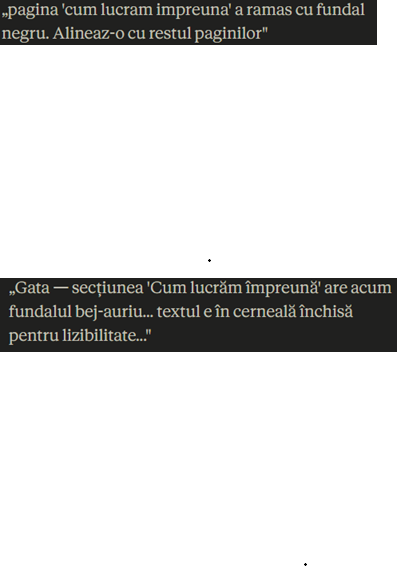 „pagina 'cum lucram impreuna' a ramas cu fundal
negru. Alineaz-o cu restul paginilor"
„Gata — secțiunea 'Cum lucrăm împreună' are acum
fundalul bej-auriu... textul e în cerneală închisă
pentru lizibilitate..."